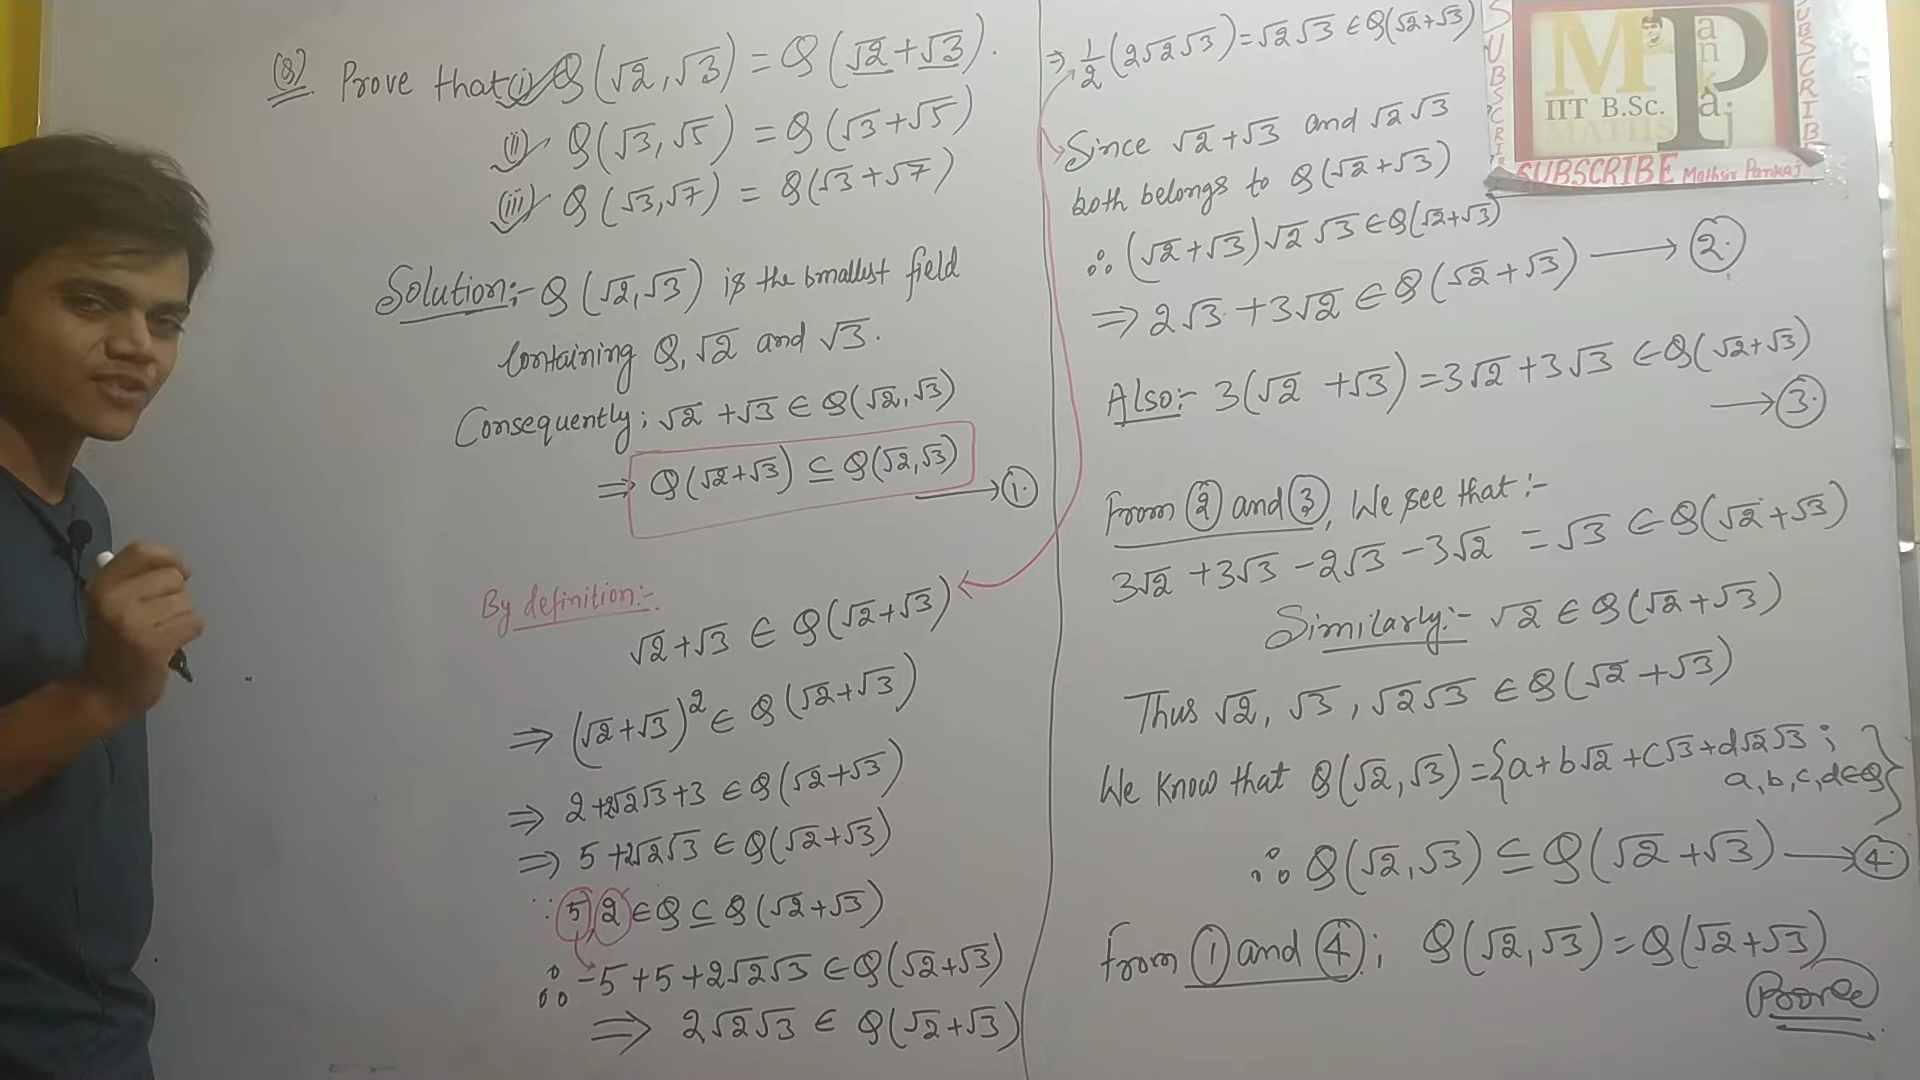 (8). Prove that (i) Q(√2,√3) = Q(√2+√3).
(ii) Q(√3,√5) = Q(√3+√5)
(iii) Q(√3,√7) = Q(√3+√7)
Solution:- Q(√2,√3) is the smallest field
Containing Q,√2 and √3.
Consequently; √2+√3 ∈ Q(√2,√3)
⇒ Q(√2+√3) ⊆ Q(√2,√3) → ①.
By definition:-
√2+√3 ∈ Q(√2+√3)
⇒ (√2+√3)² ∈ Q(√2+√3)
⇒ 2+2√2√3+3 ∈ Q(√2+√3)
⇒ 5+2√2√3 ∈ Q(√2+√3)
∵ 5,2 ∈ Q ⊆ Q(√2+√3)
∴ -5+5+2√2√3 ∈ Q(√2+√3)
⇒ 2√2√3 ∈ Q(√2+√3)
⇒ 1/2(2√2√3)=√2√3 ∈ Q(√2+√3)
Since √2+√3 and √2√3
both belongs to Q(√2+√3)
∴ (√2+√3)√2√3 ∈ Q(√2+√3)
⇒ 2√3+3√2 ∈ Q(√2+√3) → ②.
Also:- 3(√2+√3)=3√2+3√3 ∈ Q(√2+√3)
→ ③.
From ② and ③, We see that:-
3√2+3√3-2√3-3√2 = √3 ∈ Q(√2+√3)
Similarly:- √2 ∈ Q(√2+√3)
Thus √2, √3, √2√3 ∈ Q(√2+√3)
We know that Q(√2,√3)={a+b√2+c√3+d√2√3;
a,b,c,d∈Q}
∴ Q(√2,√3) ⊆ Q(√2+√3) → ④.
From ① and ④; Q(√2,√3)=Q(√2+√3)
Proved
SUBSCRIBE
M Pankaj
IIT B.Sc.
MATHS
SUBSCRIBE
SUBSCRIBE Mathsir Pankaj